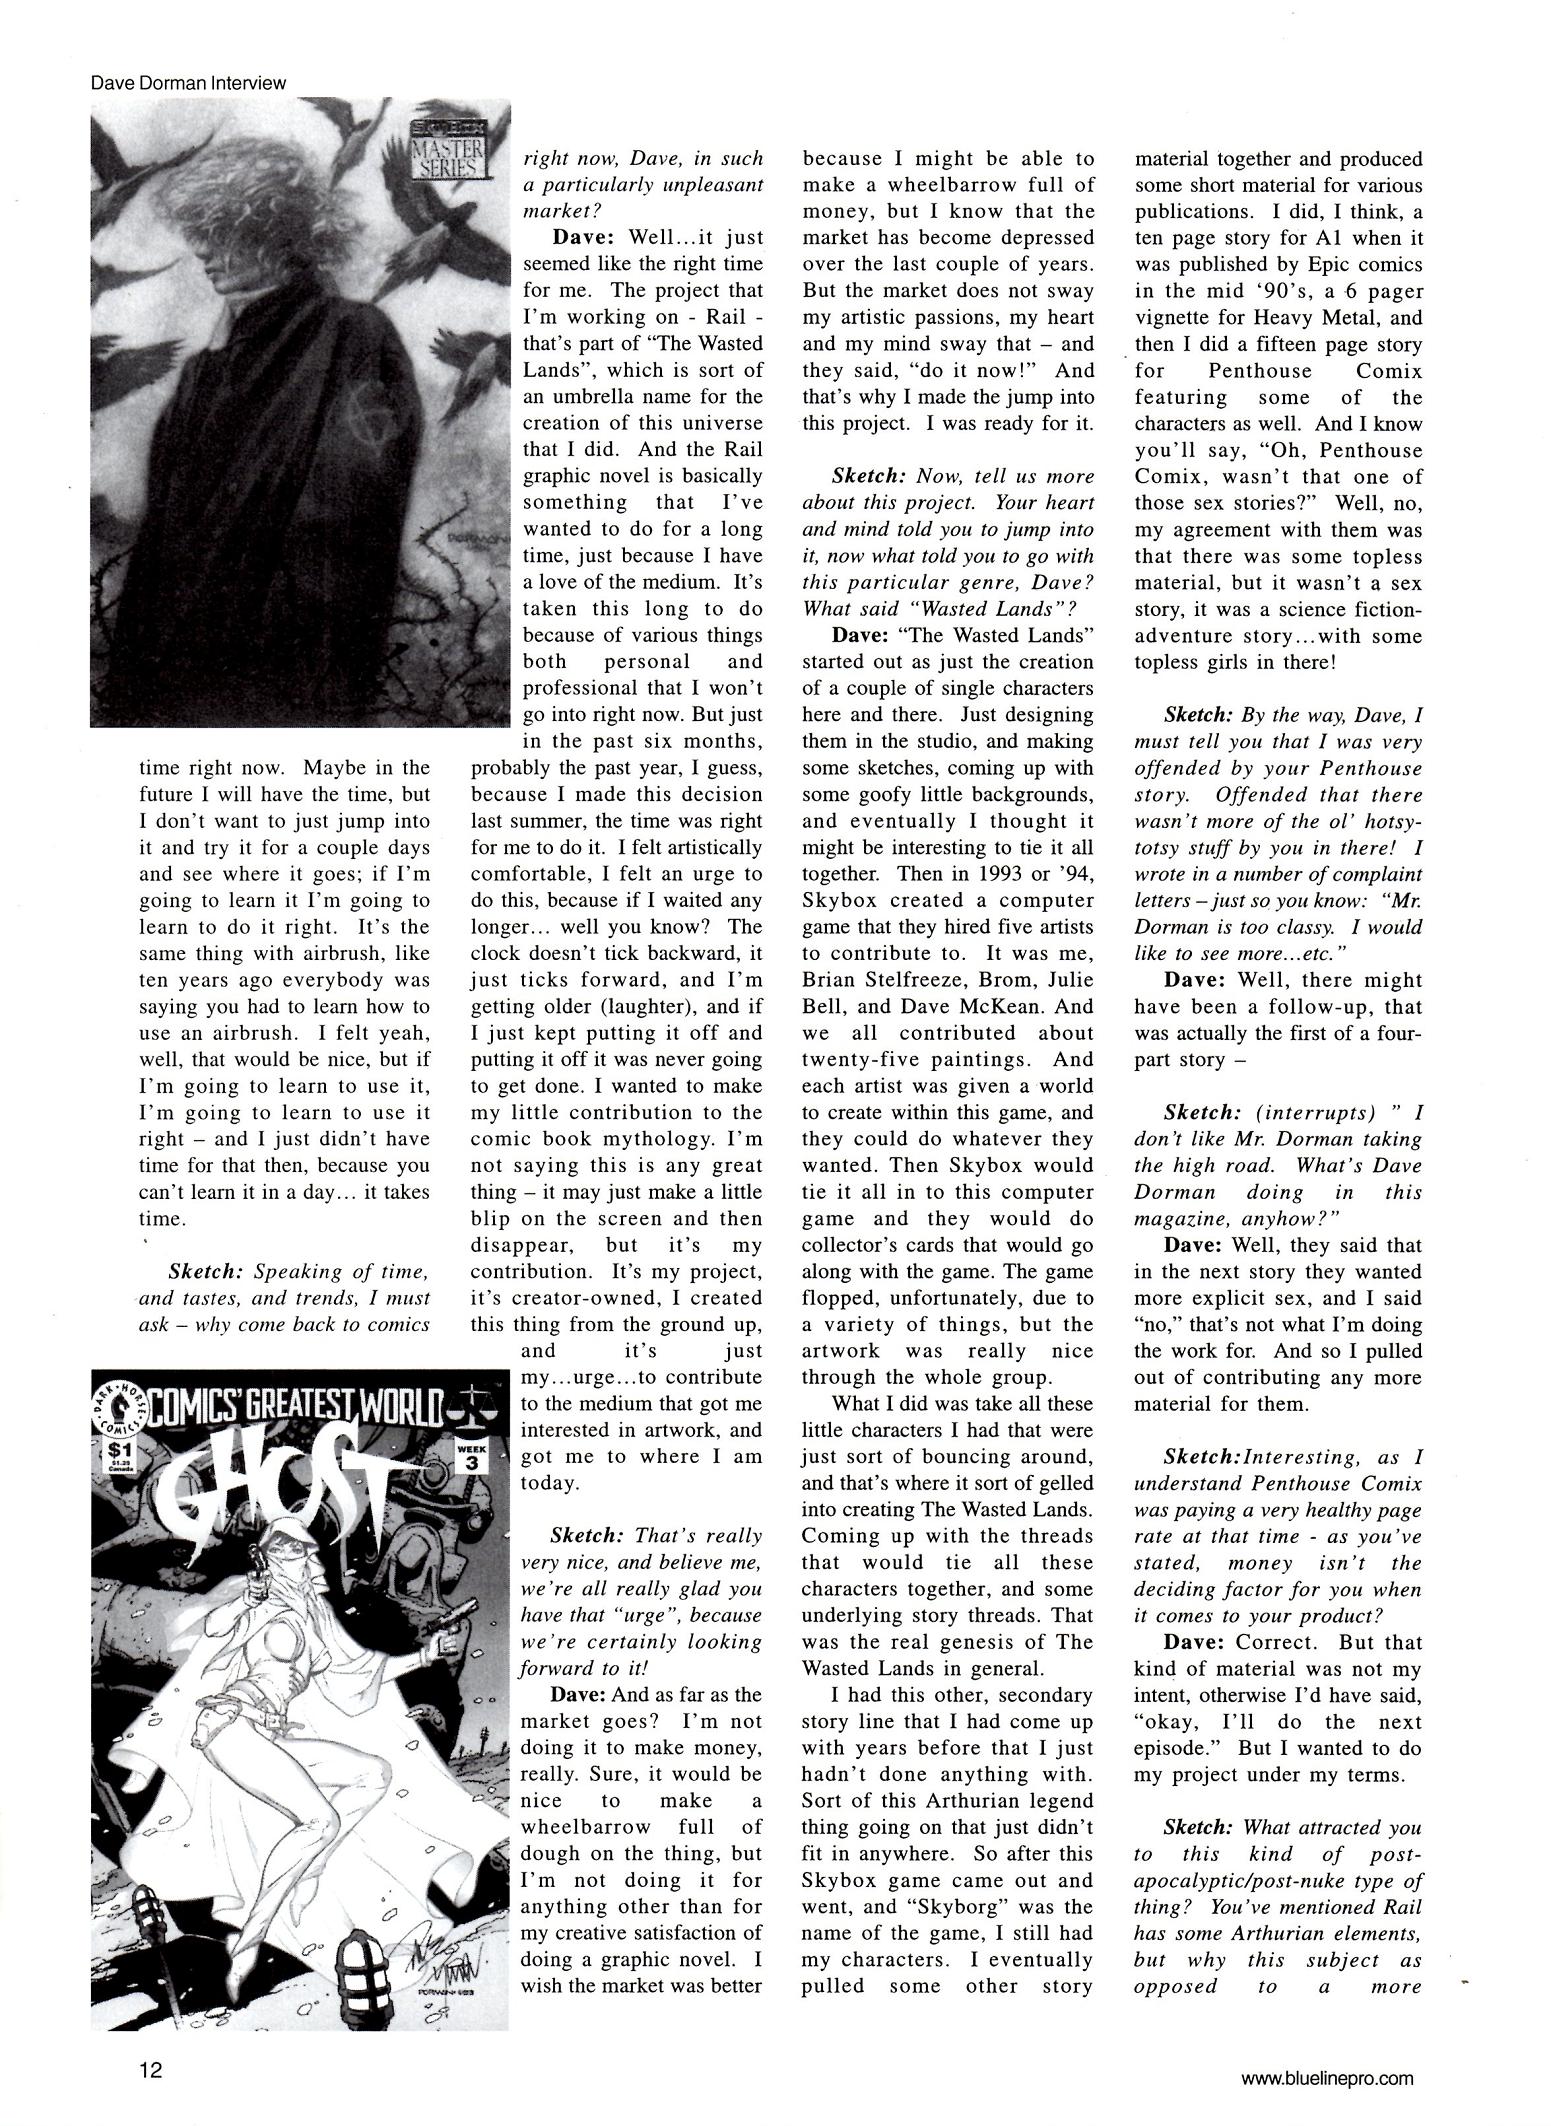 Dave Dorman Interview
SKYBOX
MASTER
SERIES
time right now. Maybe in the
future I will have the time, but
I don't want to just jump into
it and try it for a couple days
and see where it goes; if I'm
going to learn it I'm going to
learn to do it right. It's the
same thing with airbrush, like
ten years ago everybody was
saying you had to learn how to
use an airbrush. I felt yeah,
well, that would be nice, but if
I'm going to learn to use it,
I'm going to learn to use it
right – and I just didn't have
time for that then, because you
can't learn it in a day... it takes
time.
Sketch: Speaking of time,
and tastes, and trends, I must
ask – why come back to comics
DARK HORSE COMICS
COMICS' GREATEST WORLD
$1
$1.25
Canada
WEEK
3
GHOST
right now, Dave, in such
a particularly unpleasant
market?
Dave: Well...it just
seemed like the right time
for me. The project that
I'm working on - Rail -
that's part of “The Wasted
Lands”, which is sort of
an umbrella name for the
creation of this universe
that I did. And the Rail
graphic novel is basically
something that I've
wanted to do for a long
time, just because I have
a love of the medium. It's
taken this long to do
because of various things
both personal and
professional that I won't
go into right now. But just
in the past six months,
probably the past year, I guess,
because I made this decision
last summer, the time was right
for me to do it. I felt artistically
comfortable, I felt an urge to
do this, because if I waited any
longer... well you know? The
clock doesn't tick backward, it
just ticks forward, and I'm
getting older (laughter), and if
I just kept putting it off and
putting it off it was never going
to get done. I wanted to make
my little contribution to the
comic book mythology. I'm
not saying this is any great
thing – it may just make a little
blip on the screen and then
disappear, but it's my
contribution. It's my project,
it's creator-owned, I created
this thing from the ground up,
and it's just
my...urge...to contribute
to the medium that got me
interested in artwork, and
got me to where I am
today.
Sketch: That's really
very nice, and believe me,
we're all really glad you
have that “urge”, because
we're certainly looking
forward to it!
Dave: And as far as the
market goes? I'm not
doing it to make money,
really. Sure, it would be
nice to make a
wheelbarrow full of
dough on the thing, but
I'm not doing it for
anything other than for
my creative satisfaction of
doing a graphic novel. I
wish the market was better
because I might be able to
make a wheelbarrow full of
money, but I know that the
market has become depressed
over the last couple of years.
But the market does not sway
my artistic passions, my heart
and my mind sway that – and
they said, “do it now!” And
that's why I made the jump into
this project. I was ready for it.
Sketch: Now, tell us more
about this project. Your heart
and mind told you to jump into
it, now what told you to go with
this particular genre, Dave?
What said “Wasted Lands”?
Dave: “The Wasted Lands”
started out as just the creation
of a couple of single characters
here and there. Just designing
them in the studio, and making
some sketches, coming up with
some goofy little backgrounds,
and eventually I thought it
might be interesting to tie it all
together. Then in 1993 or '94,
Skybox created a computer
game that they hired five artists
to contribute to. It was me,
Brian Stelfreeze, Brom, Julie
Bell, and Dave McKean. And
we all contributed about
twenty-five paintings. And
each artist was given a world
to create within this game, and
they could do whatever they
wanted. Then Skybox would
tie it all in to this computer
game and they would do
collector's cards that would go
along with the game. The game
flopped, unfortunately, due to
a variety of things, but the
artwork was really nice
through the whole group.
What I did was take all these
little characters I had that were
just sort of bouncing around,
and that's where it sort of gelled
into creating The Wasted Lands.
Coming up with the threads
that would tie all these
characters together, and some
underlying story threads. That
was the real genesis of The
Wasted Lands in general.
I had this other, secondary
story line that I had come up
with years before that I just
hadn't done anything with.
Sort of this Arthurian legend
thing going on that just didn't
fit in anywhere. So after this
Skybox game came out and
went, and “Skyborg” was the
name of the game, I still had
my characters. I eventually
pulled some other story
material together and produced
some short material for various
publications. I did, I think, a
ten page story for A1 when it
was published by Epic comics
in the mid ‘90's, a 6 pager
vignette for Heavy Metal, and
then I did a fifteen page story
for Penthouse Comix
featuring some of the
characters as well. And I know
you'll say, “Oh, Penthouse
Comix, wasn't that one of
those sex stories?” Well, no,
my agreement with them was
that there was some topless
material, but it wasn't a sex
story, it was a science fiction-
adventure story...with some
topless girls in there!
Sketch: By the way, Dave, I
must tell you that I was very
offended by your Penthouse
story. Offended that there
wasn't more of the ol' hotsy-
totsy stuff by you in there! I
wrote in a number of complaint
letters – just so you know: “Mr.
Dorman is too classy. I would
like to see more...etc.”
Dave: Well, there might
have been a follow-up, that
was actually the first of a four-
part story –
Sketch: (interrupts) ” I
don't like Mr. Dorman taking
the high road. What's Dave
Dorman doing in this
magazine, anyhow?”
Dave: Well, they said that
in the next story they wanted
more explicit sex, and I said
“no,” that's not what I'm doing
the work for. And so I pulled
out of contributing any more
material for them.
Sketch:Interesting, as I
understand Penthouse Comix
was paying a very healthy page
rate at that time - as you've
stated, money isn't the
deciding factor for you when
it comes to your product?
Dave: Correct. But that
kind of material was not my
intent, otherwise I'd have said,
“okay, I'll do the next
episode.” But I wanted to do
my project under my terms.
Sketch: What attracted you
to this kind of post-
apocalyptic/post-nuke type of
thing? You've mentioned Rail
has some Arthurian elements,
but why this subject as
opposed to a more
12
www.bluelinepro.com